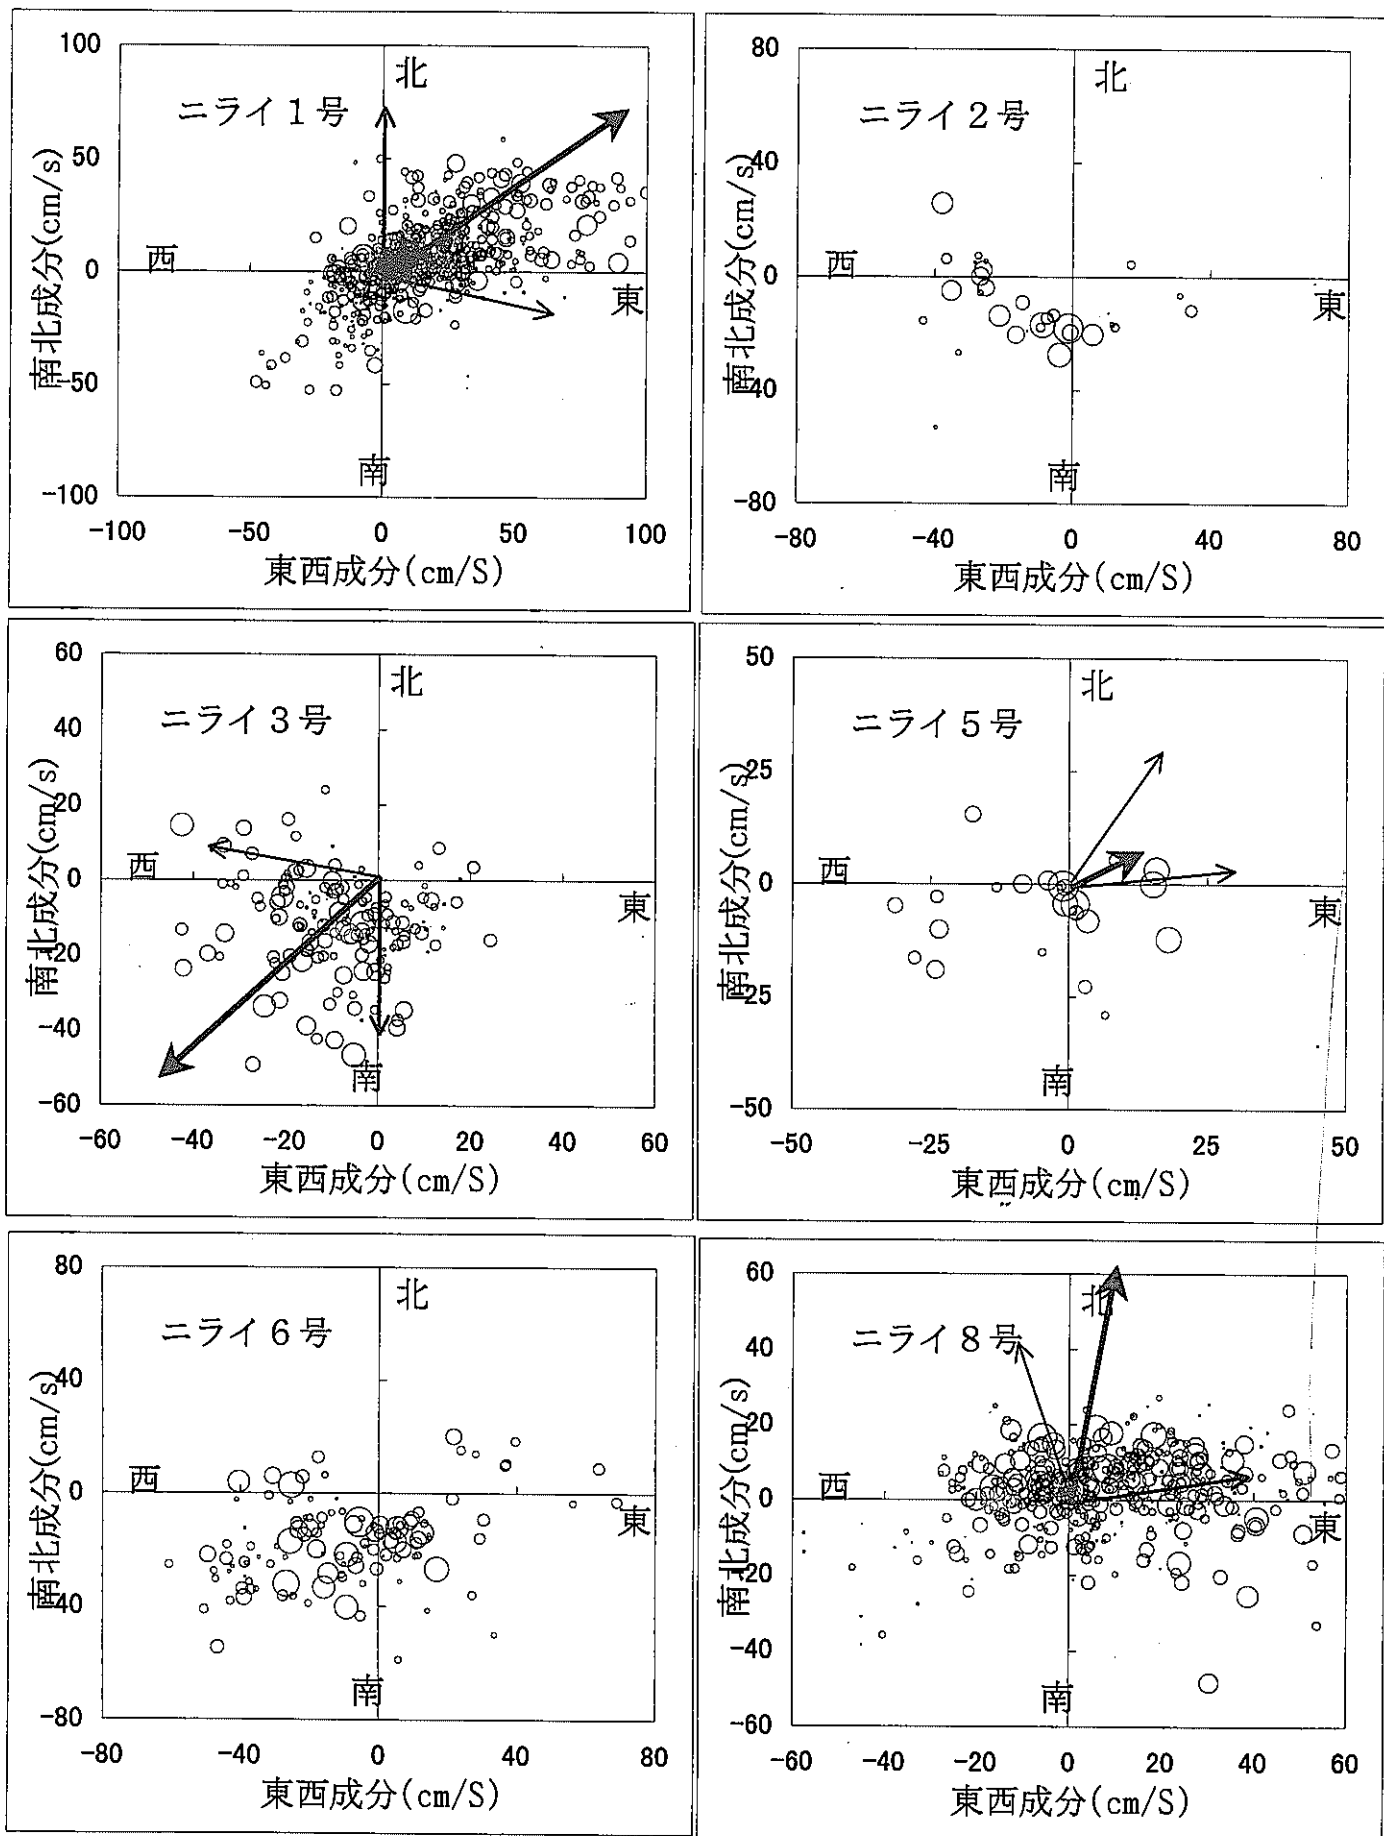 ニライ1号
北
南
西
東
100
50
0
-50
-100
-100 -50 0 50 100
南北成分(cm/s)
東西成分(cm/S)
ニライ2号
北
南
西
東
80
40
0
-40
-80
-80 -40 0 40 80
南北成分(cm/s)
東西成分(cm/S)
ニライ3号
北
南
西
東
60
40
20
0
-20
-40
-60
-60 -40 -20 0 20 40 60
南北成分(cm/s)
東西成分(cm/S)
ニライ5号
北
南
西
東
50
25
0
-25
-50
-50 -25 0 25 50
南北成分(cm/s)
東西成分(cm/S)
ニライ6号
北
南
西
東
80
40
0
-40
-80
-80 -40 0 40 80
南北成分(cm/s)
東西成分(cm/S)
ニライ8号
北
南
西
東
60
40
20
0
-20
-40
-60
-60 -40 -20 0 20 40 60
南北成分(cm/s)
東西成分(cm/S)